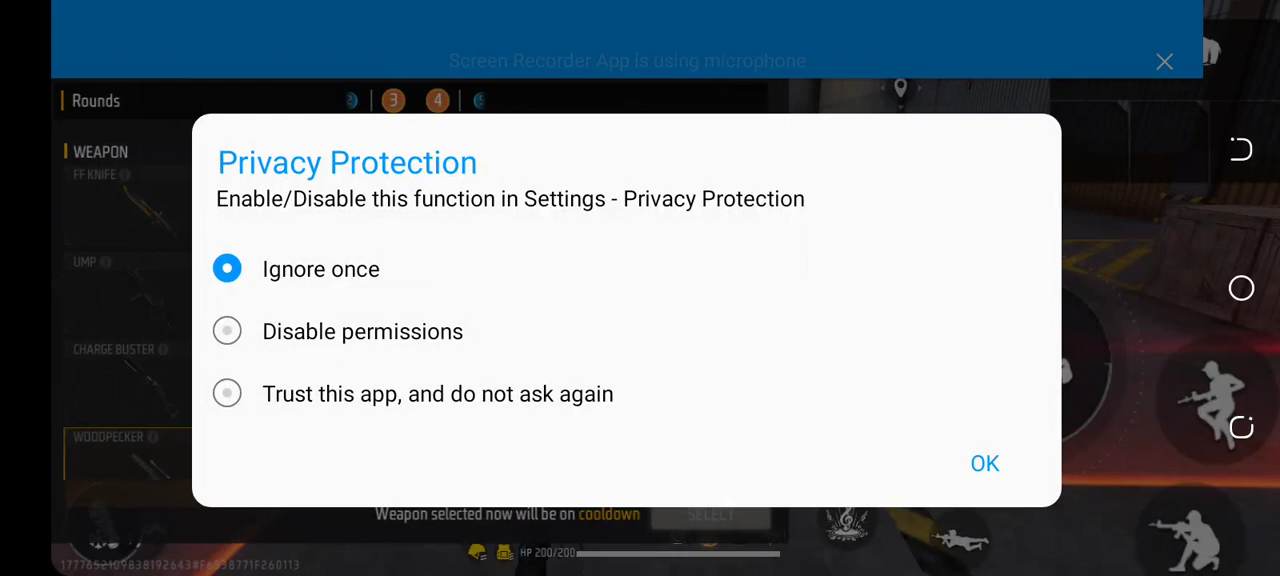 Screen Recorder App is using microphone
Rounds 2 3 4 5
WEAPON
FF KNIFE
UMP
CHARGE BUSTER
WOODPECKER
Privacy Protection
Enable/Disable this function in Settings - Privacy Protection
Ignore once
Disable permissions
Trust this app, and do not ask again
OK
Weapon selected now will be on cooldown
SELECT
HP 200/200